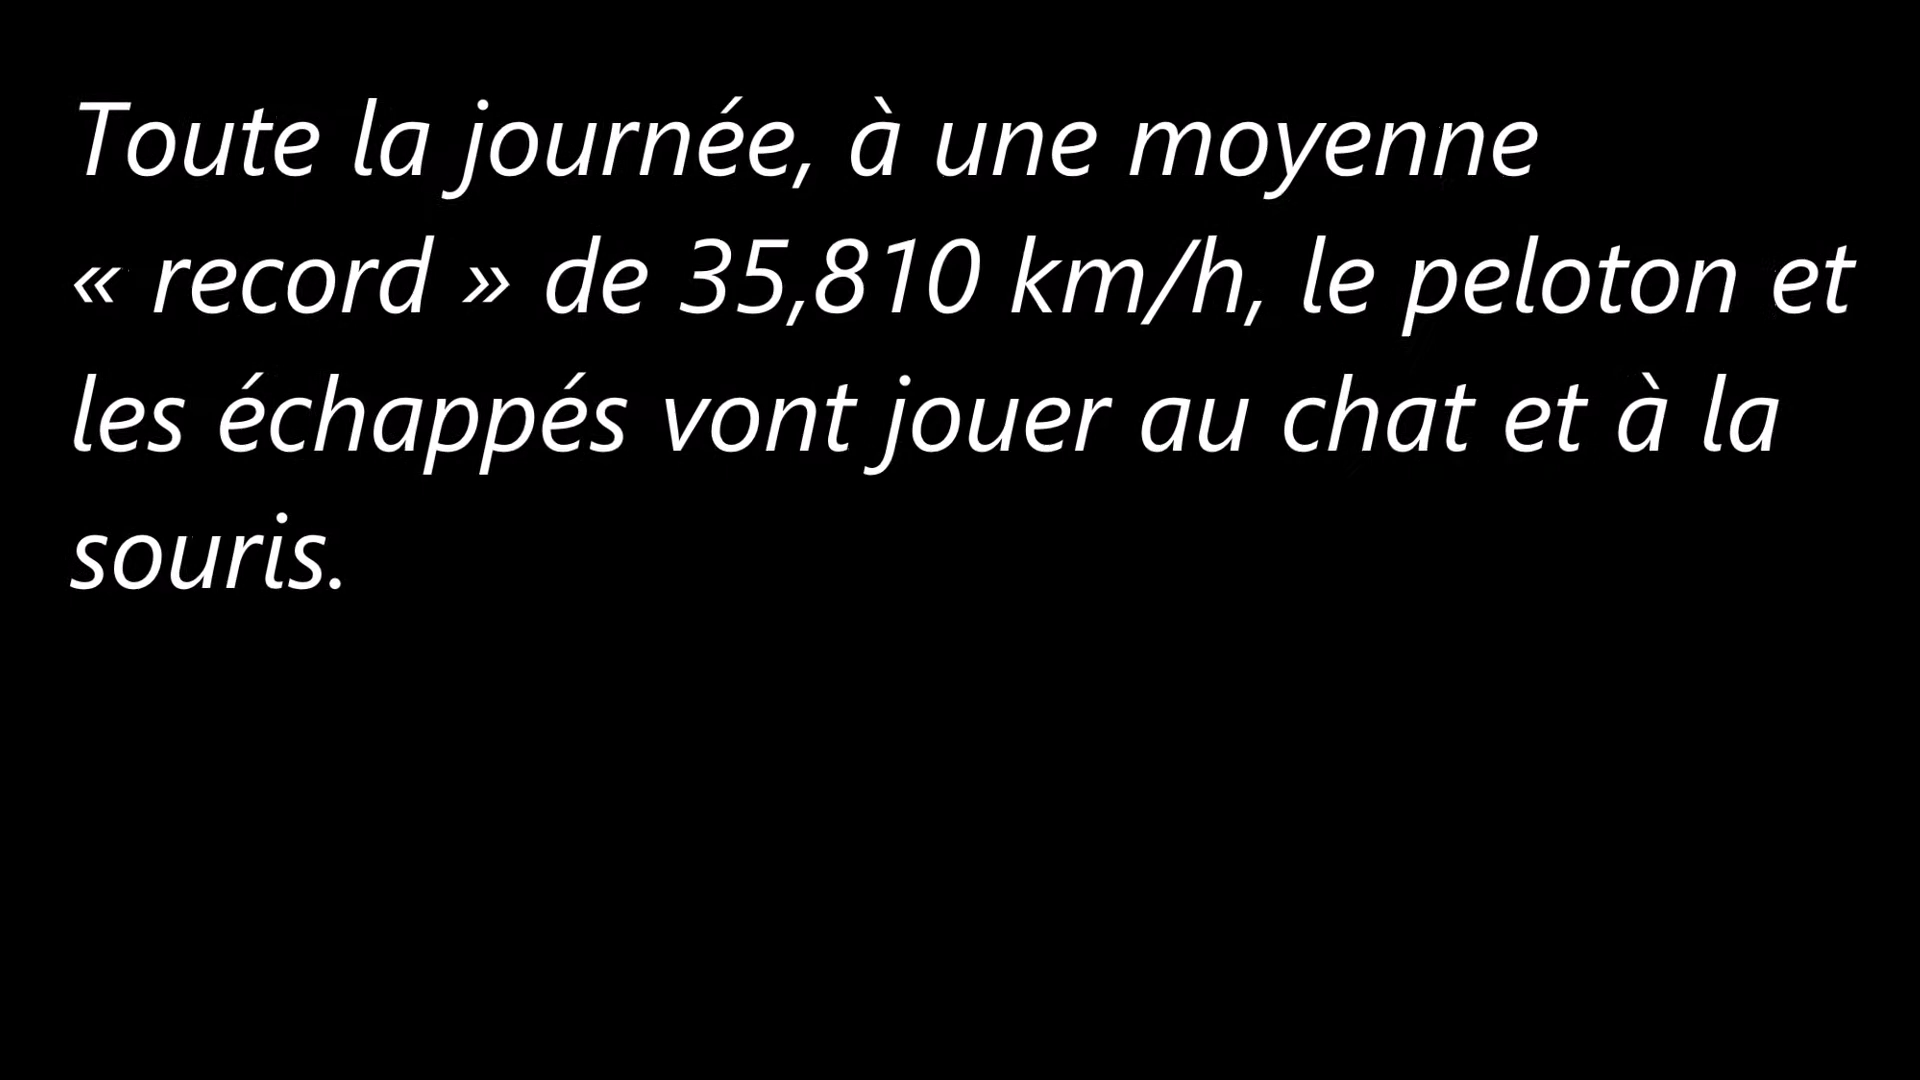 Toute la journée, à une moyenne
« record » de 35,810 km/h, le peloton et
les échappés vont jouer au chat et à la
souris.